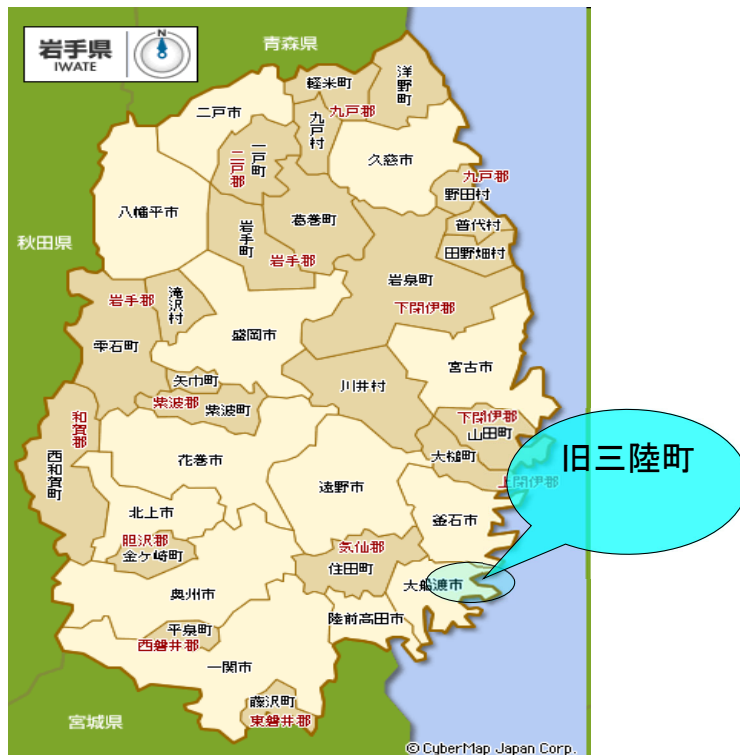 岩手県
IWATE
N
青森県
秋田県
宮城県
洋野町
軽米町
九戸郡
九戸村
二戸市
一戸町
二戸郡
久慈市
九戸郡
野田村
普代村
田野畑村
八幡平市
葛巻町
岩手町
岩手郡
岩泉町
下閉伊郡
岩手郡
滝沢村
雫石町
盛岡市
宮古市
矢巾町
紫波郡
紫波町
川井村
下閉伊郡
山田町
大槌町
上閉伊郡
旧三陸町
和賀郡
西和賀町
花巻市
遠野市
釜石市
北上市
胆沢郡
金ヶ崎町
気仙郡
住田町
大船渡市
奥州市
陸前高田市
平泉町
西磐井郡
一関市
藤沢町
東磐井郡
© CyberMap Japan Corp.